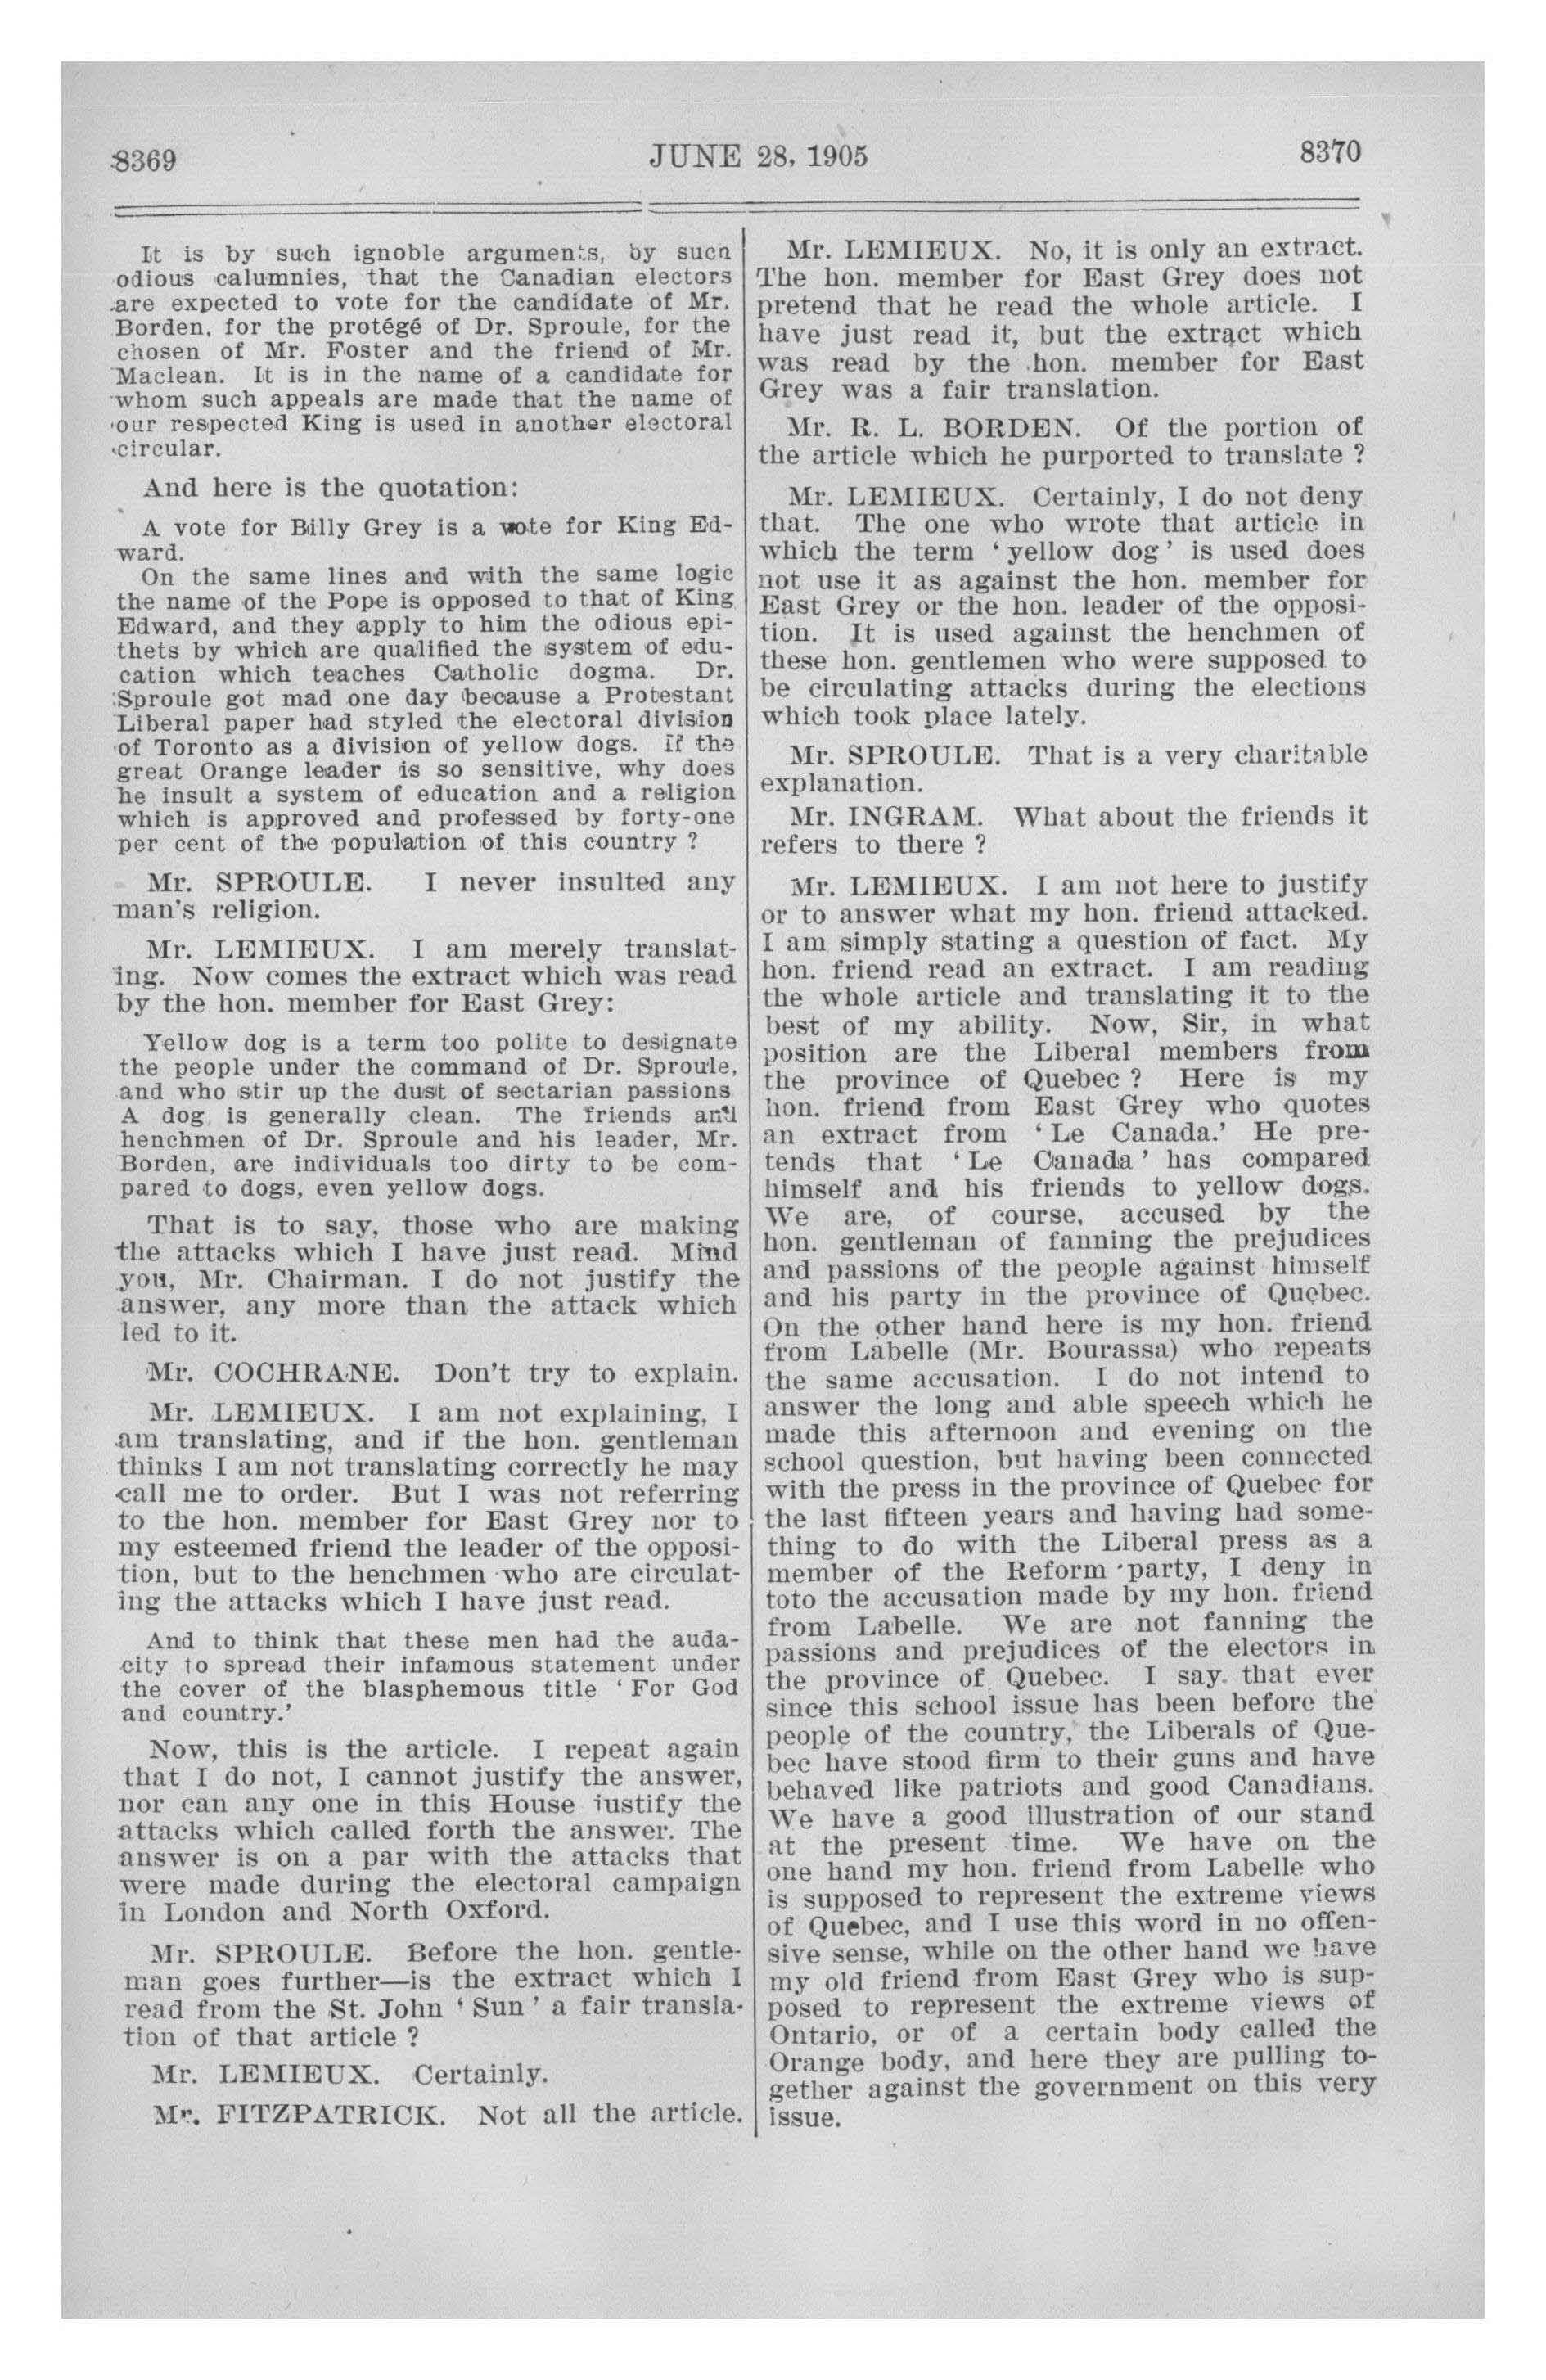 8369
JUNE 28, 1905
8370
It is by such ignoble arguments, by such
odious calumnies, that the Canadian electors
are expected to vote for the candidate of Mr.
Borden, for the protégé of Dr. Sproule, for the
chosen of Mr. Foster and the friend of Mr.
Maclean. It is in the name of a candidate for
whom such appeals are made that the name of
our respected King is used in another electoral
circular.
And here is the quotation:
A vote for Billy Grey is a vote for King Ed-
ward.
On the same lines and with the same logic
the name of the Pope is opposed to that of King
Edward, and they apply to him the odious epi-
thets by which are qualified the system of edu-
cation which teaches Catholic dogma. Dr.
Sproule got mad one day because a Protestant
Liberal paper had styled the electoral division
of Toronto as a division of yellow dogs. If the
great Orange leader is so sensitive, why does
he insult a system of education and a religion
which is approved and professed by forty-one
per cent of the population of this country ?
Mr. SPROULE. I never insulted any
man's religion.
Mr. LEMIEUX. I am merely translat-
ing. Now comes the extract which was read
by the hon. member for East Grey:
Yellow dog is a term too polite to designate
the people under the command of Dr. Sproule,
and who stir up the dust of sectarian passions
A dog is generally clean. The friends and
henchmen of Dr. Sproule and his leader, Mr.
Borden, are individuals too dirty to be com-
pared to dogs, even yellow dogs.
That is to say, those who are making
the attacks which I have just read. Mind
you, Mr. Chairman. I do not justify the
answer, any more than the attack which
led to it.
Mr. COCHRANE. Don't try to explain.
Mr. LEMIEUX. I am not explaining, I
am translating, and if the hon. gentleman
thinks I am not translating correctly he may
call me to order. But I was not referring
to the hon. member for East Grey nor to
my esteemed friend the leader of the opposi-
tion, but to the henchmen who are circulat-
ing the attacks which I have just read.
And to think that these men had the auda-
city to spread their infamous statement under
the cover of the blasphemous title ' For God
and country.'
Now, this is the article. I repeat again
that I do not, I cannot justify the answer,
nor can any one in this House justify the
attacks which called forth the answer. The
answer is on a par with the attacks that
were made during the electoral campaign
in London and North Oxford.
Mr. SPROULE. Before the hon. gentle-
man goes further—is the extract which I
read from the St. John ' Sun ' a fair transla-
tion of that article ?
Mr. LEMIEUX. Certainly.
Mr. FITZPATRICK. Not all the article.
Mr. LEMIEUX. No, it is only an extract.
The hon. member for East Grey does not
pretend that he read the whole article. I
have just read it, but the extract which
was read by the hon. member for East
Grey was a fair translation.
Mr. R. L. BORDEN. Of the portion of
the article which he purported to translate ?
Mr. LEMIEUX. Certainly, I do not deny
that. The one who wrote that article in
which the term ' yellow dog ' is used does
not use it as against the hon. member for
East Grey or the hon. leader of the opposi-
tion. It is used against the henchmen of
these hon. gentlemen who were supposed to
be circulating attacks during the elections
which took place lately.
Mr. SPROULE. That is a very charitable
explanation.
Mr. INGRAM. What about the friends it
refers to there ?
Mr. LEMIEUX. I am not here to justify
or to answer what my hon. friend attacked.
I am simply stating a question of fact. My
hon. friend read an extract. I am reading
the whole article and translating it to the
best of my ability. Now, Sir, in what
position are the Liberal members from
the province of Quebec ? Here is my
hon. friend from East Grey who quotes
an extract from ' Le Canada.' He pre-
tends that ' Le Canada ' has compared
himself and his friends to yellow dogs.
We are, of course, accused by the
hon. gentleman of fanning the prejudices
and passions of the people against himself
and his party in the province of Quebec.
On the other hand here is my hon. friend
from Labelle (Mr. Bourassa) who repeats
the same accusation. I do not intend to
answer the long and able speech which he
made this afternoon and evening on the
school question, but having been connected
with the press in the province of Quebec for
the last fifteen years and having had some-
thing to do with the Liberal press as a
member of the Reform party, I deny in
toto the accusation made by my hon. friend
from Labelle. We are not fanning the
passions and prejudices of the electors in
the province of Quebec. I say that ever
since this school issue has been before the
people of the country, the Liberals of Que-
bec have stood firm to their guns and have
behaved like patriots and good Canadians.
We have a good illustration of our stand
at the present time. We have on the
one hand my hon. friend from Labelle who
is supposed to represent the extreme views
of Quebec, and I use this word in no offen-
sive sense, while on the other hand we have
my old friend from East Grey who is sup-
posed to represent the extreme views of
Ontario, or of a certain body called the
Orange body, and here they are pulling to-
gether against the government on this very
issue.